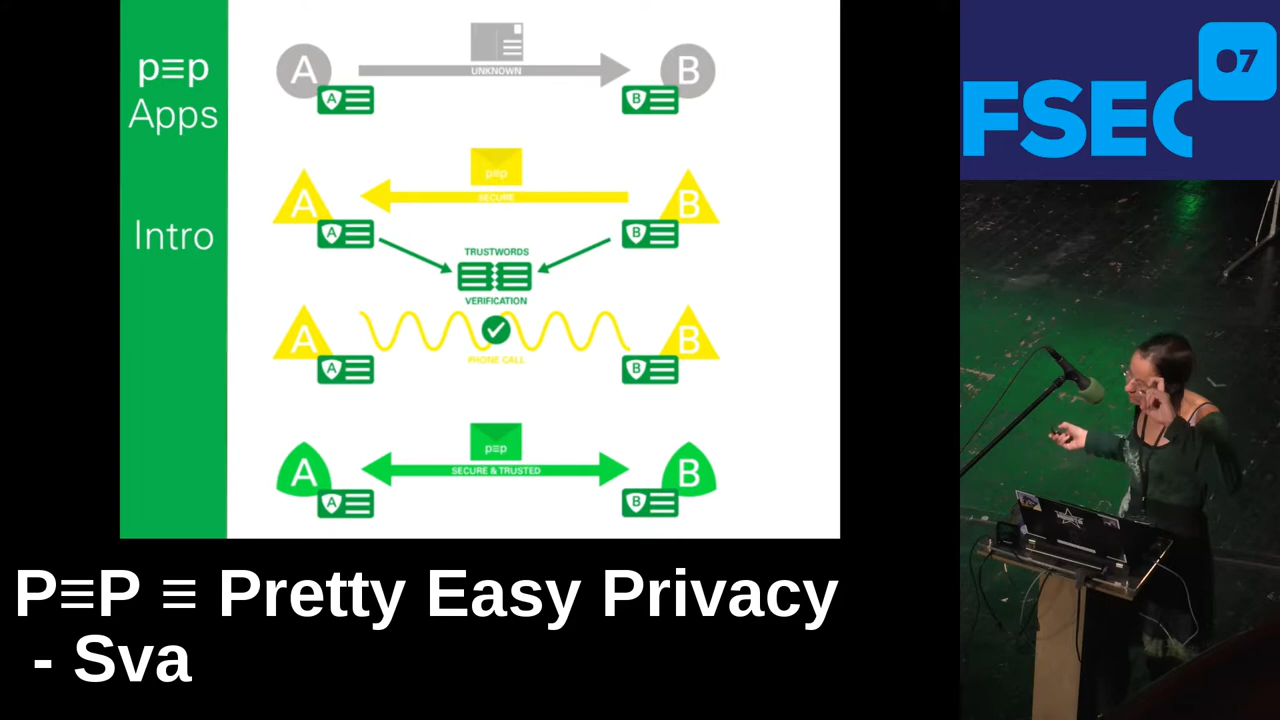 p≡p
Apps
Intro
A
UNKNOWN
B
A
B
A
p≡p
SECURE
B
A
B
TRUSTWORDS
VERIFICATION
A
B
PHONE CALL
A
B
A
p≡p
SECURE & TRUSTED
B
A
B
FSEC
07
P≡P ≡ Pretty Easy Privacy
- Sva